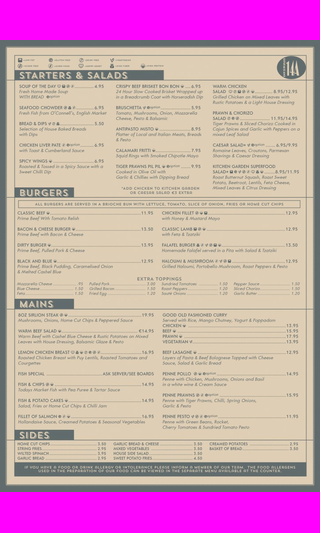 STARTERS & SALADS
SOUP OF THE DAY 6.95
Fresh Home Made Soup
WITH BREAD
SEAFOOD CHOWDER 8.95
Fresh Fish from O'Connell's, English Market
BREAD & DIPS 5.50
Selection of House Baked Breads
with Dips
CHICKEN LIVER PATE 9.95
with Toast & Cumberland Sauce
SPICY WINGS 6.95
Roasted & Tossed in a Spicy Sauce with a
Sweet Chilli Dip
CRISPY BEEF BRISKET BON BON 6.95
24 Hour Slow Cooked Brisket Wrapped up
in a Breadcrumb Coat with Horseradish Dip
BRUSCHETTA 5.95
Tomato, Mushrooms, Onions, Mozzarella
Cheese, Pesto & Balsamic
ANTIPASTO MISTO 8.95
Platter of Local and Italian Meats, Breads
& Pesto
CALAMARI FRITTI 7.95
Squid Rings with Smoked Chipotle Mayo
TIGER PRAWNS PIL PIL 9.95
Cooked in Olive Oil with
Garlic & Chillies with Dipping Bread
*ADD CHICKEN TO KITCHEN GARDEN
OR CAESAR SALAD €3 EXTRA
WARM CHICKEN
SALAD 8.95/13.95
Grilled Chicken on Mixed Leaves with
Rustic Potatoes & a Light House Dressing
PRAWN & CHORIZO
SALAD 11.95/14.95
Tiger Prawns & Sliced Chorizo Cooked in
Cajun Spices and Garlic with Peppers on a
mixed Leaf Salad
CAESAR SALAD 6.95/9.95
Romaine Leaves, Croutons, Parmesan
Shavings & Caesar Dressing
KITCHEN GARDEN SUPERFOOD
SALAD 8.95/11.95
Roast Butternut Squash, Roast Sweet
Potato, Beetroot, Lentils, Feta Cheese,
Mixed Leaves & Citrus Dressing
BURGERS
ALL BURGERS ARE SERVED IN A BRIOCHE BUN WITH LETTUCE, TOMATO, SLICE OF ONION, FRIES OR HOME CUT CHIPS
CLASSIC BEEF 11.95
Prime Beef With Tomato Relish
BACON & CHEESE BURGER 13.50
Prime Beef with Bacon & Cheese
DIRTY BURGER 13.95
Prime Beef, Pulled Pork & Cheese
BLACK AND BLUE 13.95
Prime Beef, Black Pudding, Caramelised Onion
& Melted Cashel Blue
CHICKEN FILLET 12.95
with Honey & Mustard Mayo
CLASSIC LAMB 12.95
with Feta & Tzatziki
FALAFEL BURGER 13.50
Homemade Falafel served in a Pita with Salad & Tzatziki
HALOUMI & MUSHROOM 12.95
Grilled Haloumi, Portobello Mushroom, Roast Peppers & Pesto
EXTRA TOPPINGS
Mozzarella Cheese
Blue Cheese 1.50
Feta 1.50
Pulled Pork 2.00
Grilled Bacon 1.50
Fried Egg 1.25
Sundried Tomatoes 1.50
Roast Peppers 1.25
South Onions 1.25
Pepper Sauce 1.50
Sliced Chorizo 1.50
Garlic Butter 1.20
MAINS
8OZ SIRLOIN STEAK 19.95
Mushrooms, Onions, Home Cut Chips & Peppered Sauce
WARM BEEF SALAD €14.95
Warm Beef with Cashel Blue Cheese & Rustic Potatoes on Mixed
Leaves with House Dressing, Balsamic Glaze & Pesto
LEMON CHICKEN BREAST 14.95
Roasted Chicken Breast with Puy Lentils, Roasted Tomatoes and
Courgettes
FISH SPECIAL ASK SERVER/SEE BOARDS
FISH & CHIPS 14.95
Todays Market Fish with Pea Puree & Tartar Sauce
FISH & POTATO CAKES 14.95
Salad, Fries or Home Cut Chips & Chilli Jam
FILLET OF SALMON 16.95
Hollandaise Sauce, Creamed Potatoes & Seasonal Vegetables
GOOD OLD FASHIONED CURRY
Served with Rice, Mango Chutney, Yogurt & Poppadom
CHICKEN 13.95
BEEF 15.95
PRAWN 17.95
VEGETARIAN 12.95
BEEF LASAGNE 12.95
Layers of Pasta & Beef Bolognese Topped with Cheese
Sauce, Salad & Garlic Bread
PENNE POLLO 14.95
Penne with Chicken, Mushrooms, Onions and Basil
in a white wine & Cream Sauce
PENNE PRAWNS 15.95
Penne with Tiger Prawns, Chilli, Spring Onions,
Garlic & Pesto
PENNE PESTO 11.95
Penne with Green Beans, Rocket,
Cherry Tomatoes & Sundried Tomato Pesto
SIDES
HOME CUT CHIPS 3.50
STRING FRIES 3.95
WILTED SPINACH 3.95
GARLIC BREAD 3.95
GARLIC BREAD & CHEESE 5.50
MIXED VEGETABLES 3.50
HOUSE SIDE SALAD 3.50
SWEET POTATO FRIES 4.50
CREAMED POTATOES 3.95
BASKET OF BREAD 3.50
IF YOU HAVE A FOOD OR DRINK ALLERGY OR INTOLERANCE PLEASE INFORM A MEMBER OF OUR TEAM. THE FOOD ALLERGENS
USED IN THE PREPARATION OF OUR FOOD CAN BE VIEWED IN THE SEPARATE MENU AVAILABLE AT THE COUNTER.